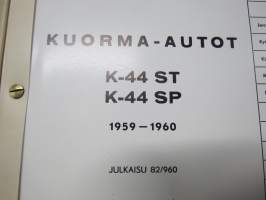 KUORMA-AUTOT
K-44 ST
K-44 SP
1959-1960
JULKAISU 82/960